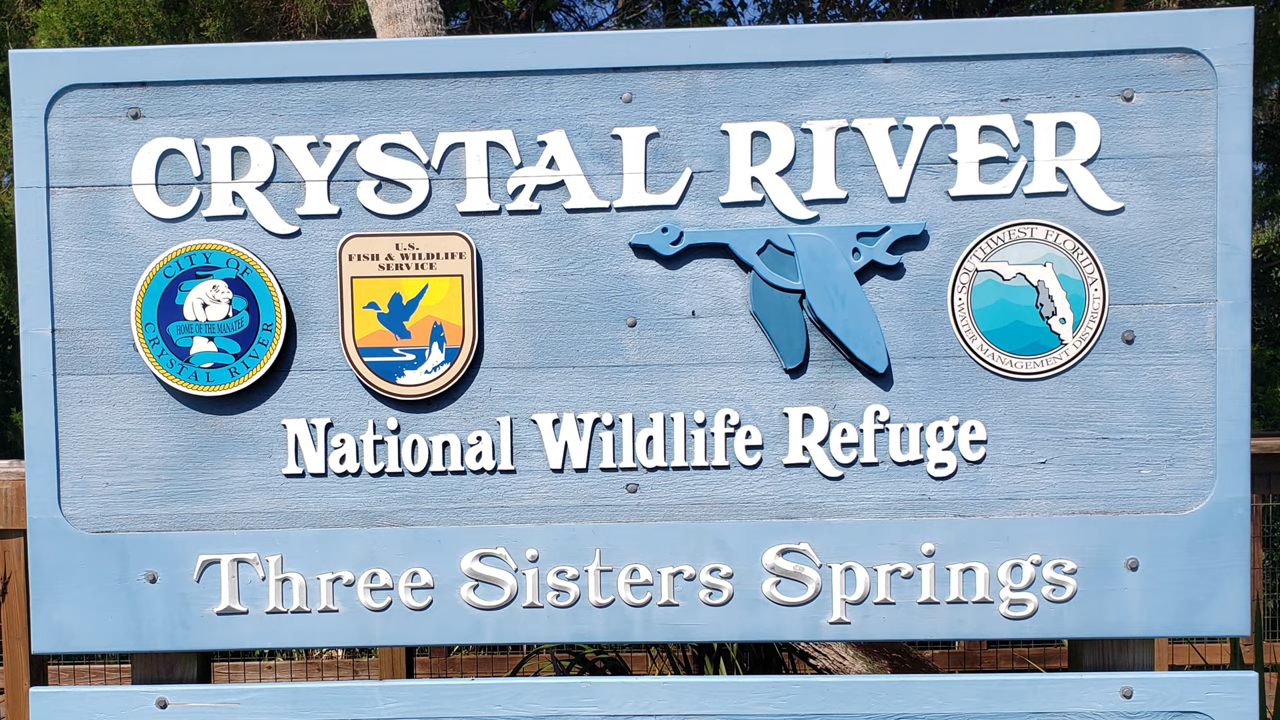 CRYSTAL RIVER
CITY OF
HOME OF THE MANATEE
CRYSTAL RIVER
U.S.
FISH & WILDLIFE
SERVICE
SOUTHWEST FLORIDA
WATER MANAGEMENT DISTRICT
National Wildlife Refuge
Three Sisters Springs